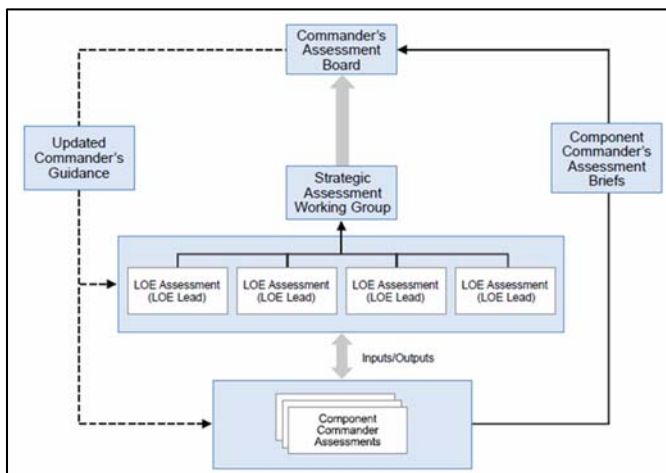 Commander's
Assessment
Board
Updated
Commander's
Guidance
Component
Commander's
Assessment
Briefs
Strategic
Assessment
Working Group
LOE Assessment
(LOE Lead)
LOE Assessment
(LOE Lead)
LOE Assessment
(LOE Lead)
LOE Assessment
(LOE Lead)
Inputs/Outputs
Component
Commander
Assessments